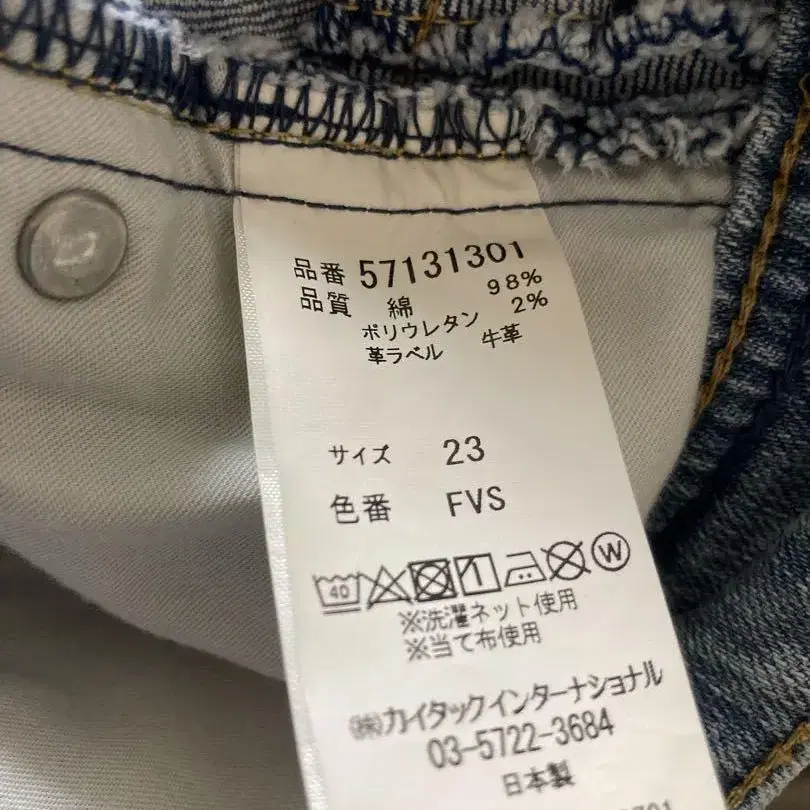 品番 57131301
品質 綿 98%
ポリウレタン 2%
革ラベル 牛革
サイズ 23
色番 FVS
40
W
※洗濯ネット使用
※当て布使用
㈱カイタックインターナショナル
03-5722-3684
日本製